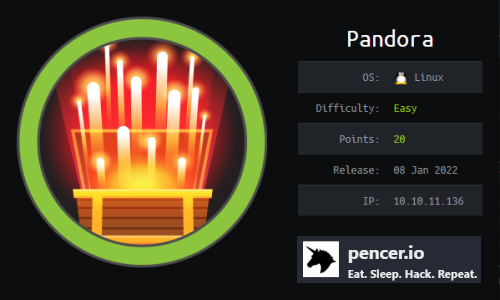 Pandora
OS: Linux
Difficulty: Easy
Points: 20
Release: 08 Jan 2022
IP: 10.10.11.136
pencer.io
Eat. Sleep. Hack. Repeat.